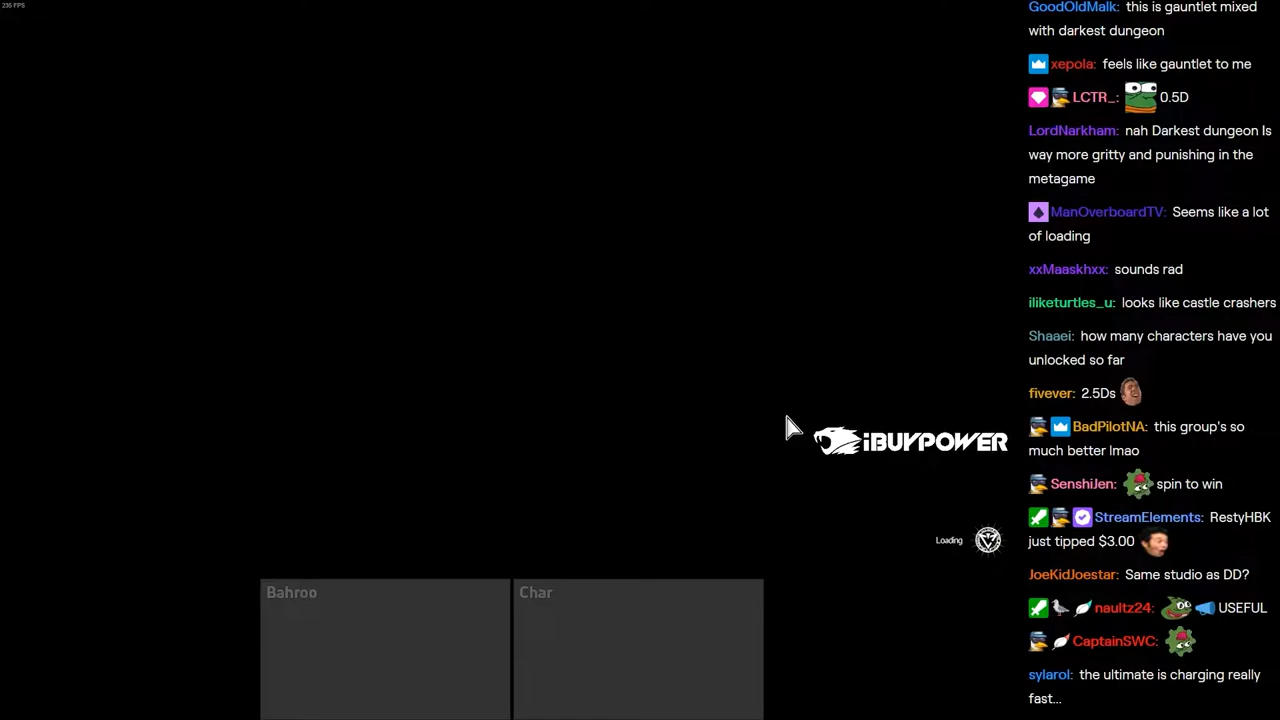 235 FPS
GoodOldMalk: this is gauntlet mixed
with darkest dungeon
xepola: feels like gauntlet to me
LCTR_: 0.5D
LordNarkham: nah Darkest dungeon Is
way more gritty and punishing in the
metagame
ManOverboardTV: Seems like a lot
of loading
xxMaaskhxx: sounds rad
iliketurtles_u: looks like castle crashers
Shaaei: how many characters have you
unlocked so far
fivever: 2.5Ds
BadPilotNA: this group's so
much better lmao
iBUYPOWER
SenshiJen: spin to win
StreamElements: RestyHBK
just tipped $3.00
Loading
JoeKidJoestar: Same studio as DD?
Bahroo
Char
naultz24: USEFUL
CaptainSWC:
sylarol: the ultimate is charging really
fast...